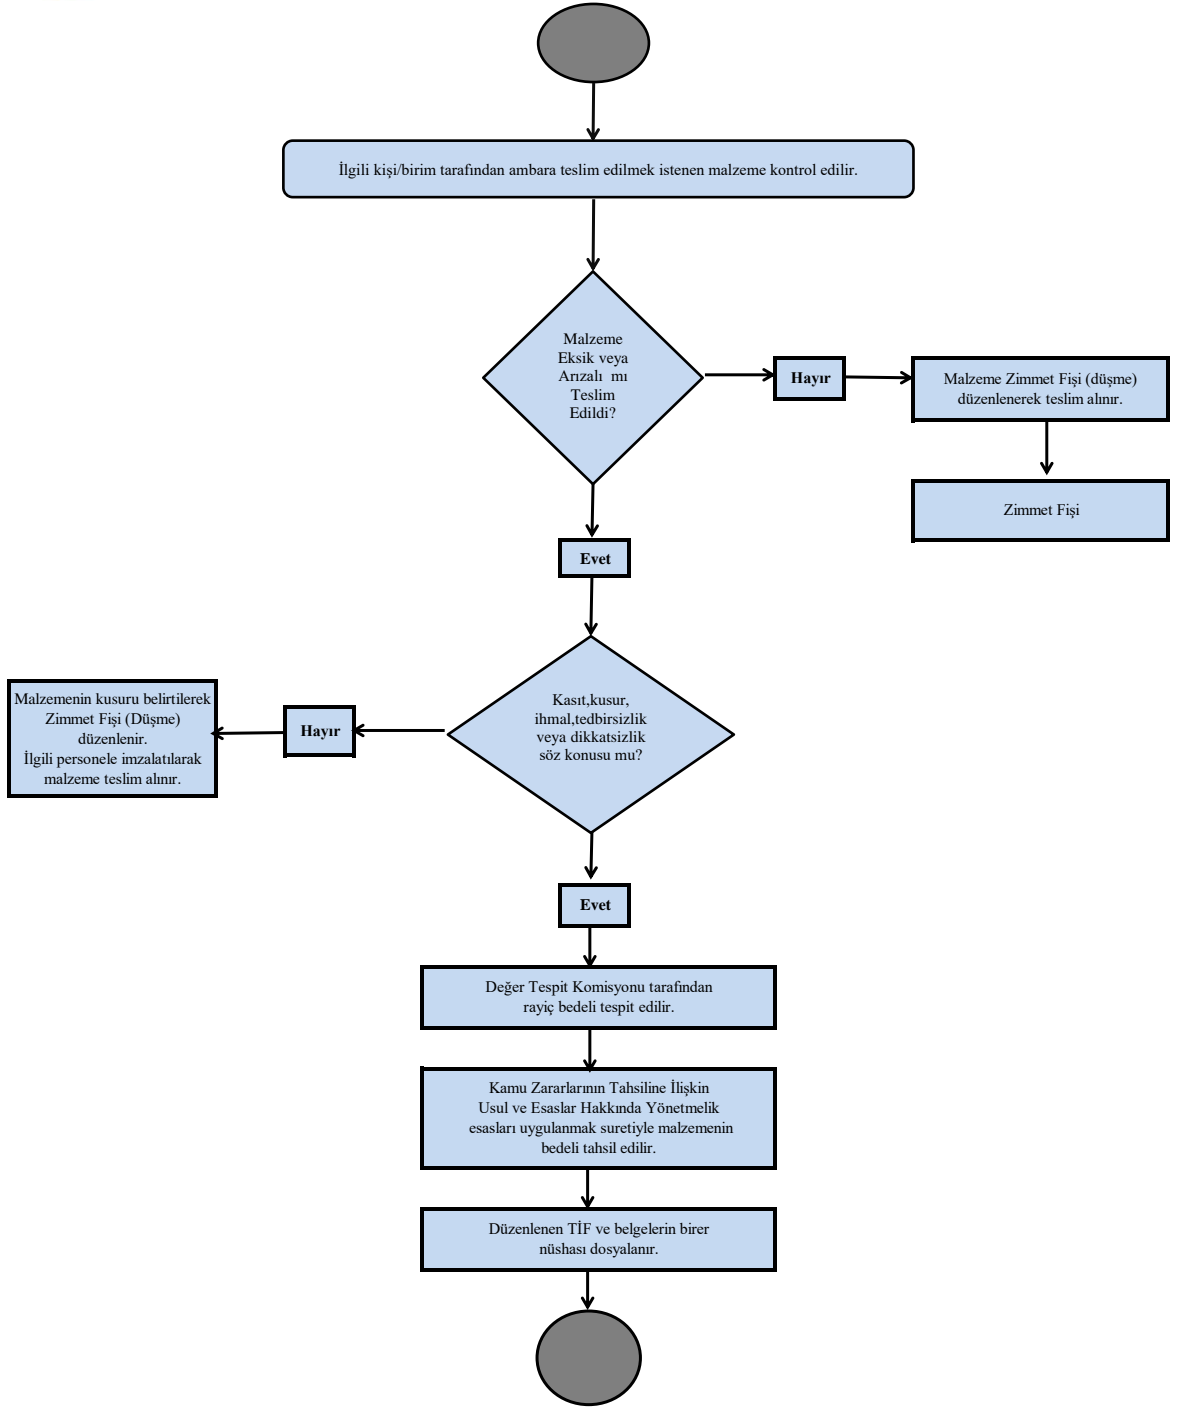 İlgili kişi/birim tarafından ambara teslim edilmek istenen malzeme kontrol edilir.
Malzeme
Eksik veya
Arızalı mı
Teslim
Edildi?
Hayır
Malzeme Zimmet Fişi (düşme)
düzenlenerek teslim alınır.
Zimmet Fişi
Evet
Kasıt,kusur,
ihmal,tedbirsizlik
veya dikkatsizlik
söz konusu mu?
Hayır
Malzemenin kusuru belirtilerek
Zimmet Fişi (Düşme)
düzenlenir.
İlgili personele imzalatılarak
malzeme teslim alınır.
Evet
Değer Tespit Komisyonu tarafından
rayiç bedeli tespit edilir.
Kamu Zararlarının Tahsiline İlişkin
Usul ve Esaslar Hakkında Yönetmelik
esasları uygulanmak suretiyle malzemenin
bedeli tahsil edilir.
Düzenlenen TİF ve belgelerin birer
nüshası dosyalanır.